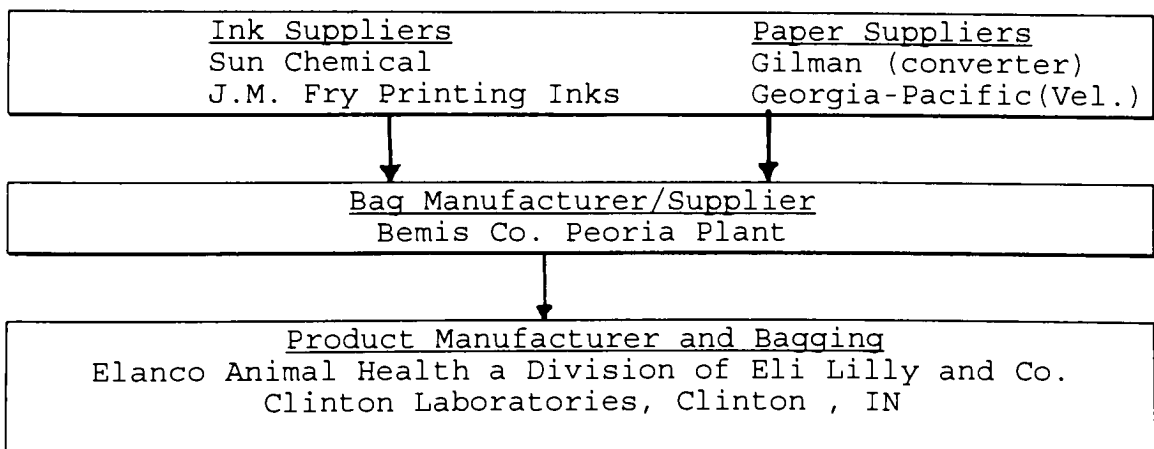 Ink Suppliers
Sun Chemical
J.M. Fry Printing Inks
Paper Suppliers
Gilman (converter)
Georgia-Pacific(Vel.)
Bag Manufacturer/Supplier
Bemis Co. Peoria Plant
Product Manufacturer and Bagging
Elanco Animal Health a Division of Eli Lilly and Co.
Clinton Laboratories, Clinton , IN